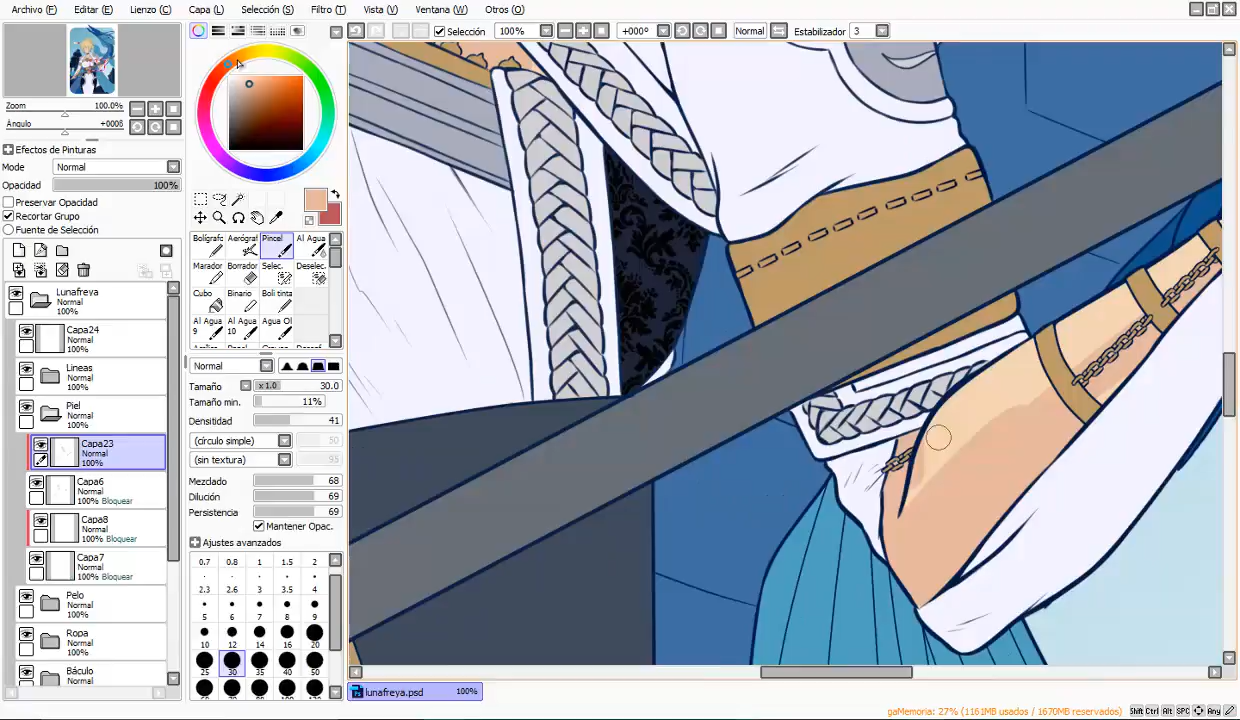 Archivo (F) Editar (E) Lienzo (C) Capa (L) Selección (S) Filtro (T) Vista (V) Ventana (W) Otros (O)
Selección 100% +000° Normal Estabilizador 3
Zoom 100.0%
Ángulo +000°
Efectos de Pinturas
Mode Normal
Opacidad 100%
Preservar Opacidad
Recortar Grupo
Fuente de Selección
Lunafreya
Normal
100%
Capa24
Normal
100%
Lineas
Normal
100%
Piel
Normal
100%
Capa23
Normal
100%
Capa6
Normal
100% Bloquear
Capa8
Normal
100% Bloquear
Capa7
Normal
100% Bloquear
Pelo
Normal
100%
Ropa
Normal
100%
Báculo
Normal
Bolígraf Aerógraf Pincel Al Agua
Marador Borrador Selec. Deselec.
Cubo Binario Boli tinta
Al Agua 9 Al Agua 10 Agua Ol
Normal
Tamaño x 1.0 30.0
Tamaño min. 11%
Densitidad 41
(círculo simple) 50
(sin textura) 95
Mezclado 68
Dilución 69
Persistencia 69
Mantener Opac.
Ajustes avanzados
0.7 0.8 1 1.5 2
2.3 2.6 3 3.5 4
5 6 7 8 9
10 12 14 16 20
25 30 35 40 50
lunafreya.psd 100%
gaMemoria: 27% (1161MB usados / 1670MB reservados)
Shift Ctrl Alt SPC Any